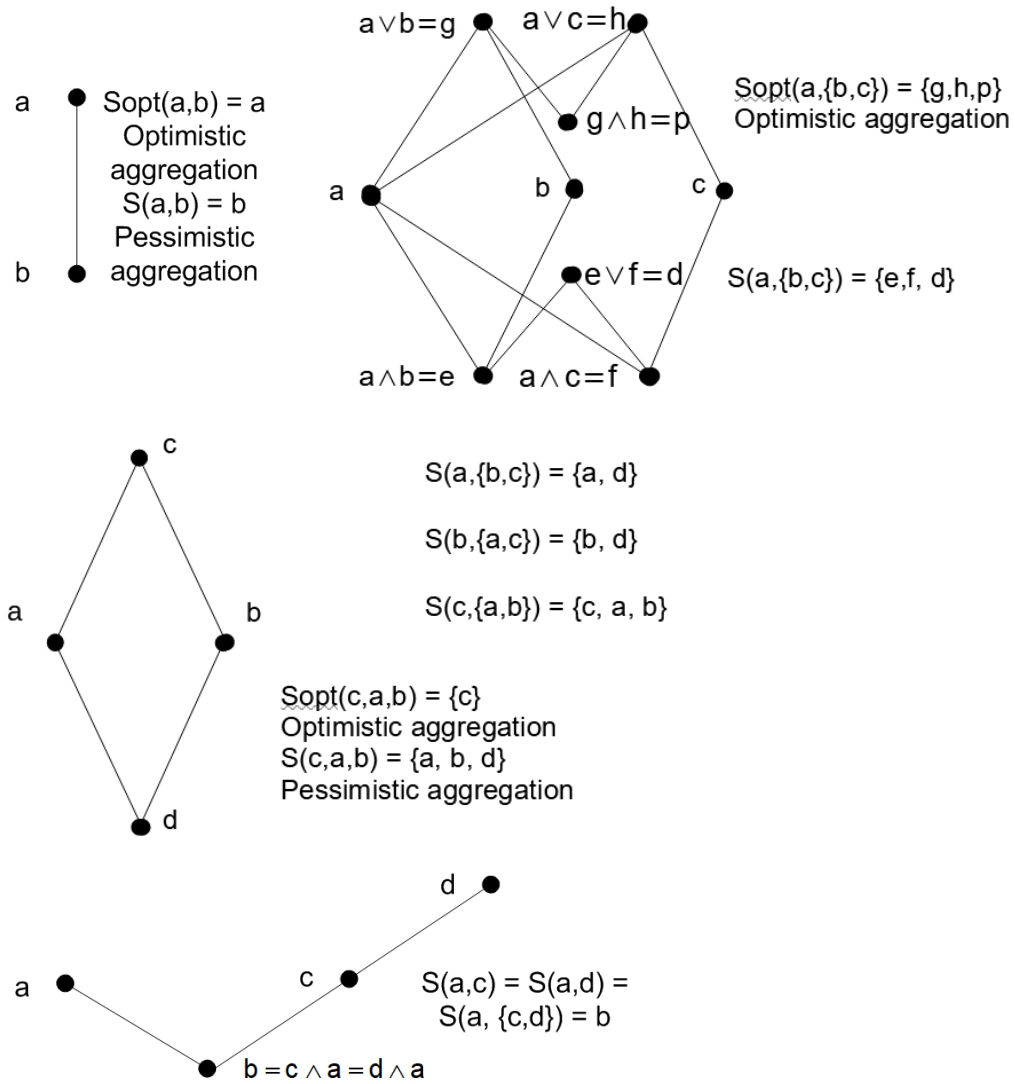 a∨b=g
a∨c=h
a
Sopt(a,b) = a
Optimistic
aggregation
S(a,b) = b
Pessimistic
aggregation
b
g∧h=p
Sopt(a,{b,c}) = {g,h,p}
Optimistic aggregation
a
b
c
e∨f=d
S(a,{b,c}) = {e,f, d}
a∧b=e
a∧c=f
c
a
b
d
S(a,{b,c}) = {a, d}
S(b,{a,c}) = {b, d}
S(c,{a,b}) = {c, a, b}
Sopt(c,a,b) = {c}
Optimistic aggregation
S(c,a,b) = {a, b, d}
Pessimistic aggregation
d
a
c
S(a,c) = S(a,d) =
S(a, {c,d}) = b
b=c∧a=d∧a